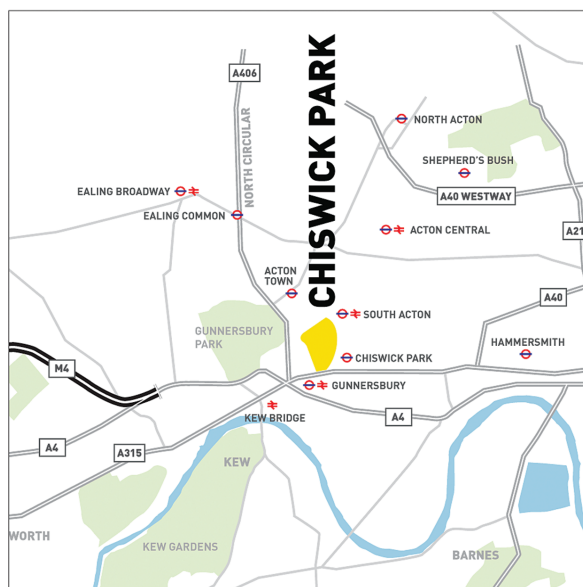 A406
CHISWICK PARK
NORTH CIRCULAR
NORTH ACTON
SHEPHERD'S BUSH
EALING BROADWAY
A40 WESTWAY
EALING COMMON
ACTON CENTRAL
A21
ACTON
TOWN
A40
SOUTH ACTON
GUNNERSBURY
PARK
HAMMERSMITH
CHISWICK PARK
M4
GUNNERSBURY
A4
KEW BRIDGE
A4
A315
KEW
WORTH
KEW GARDENS
BARNES